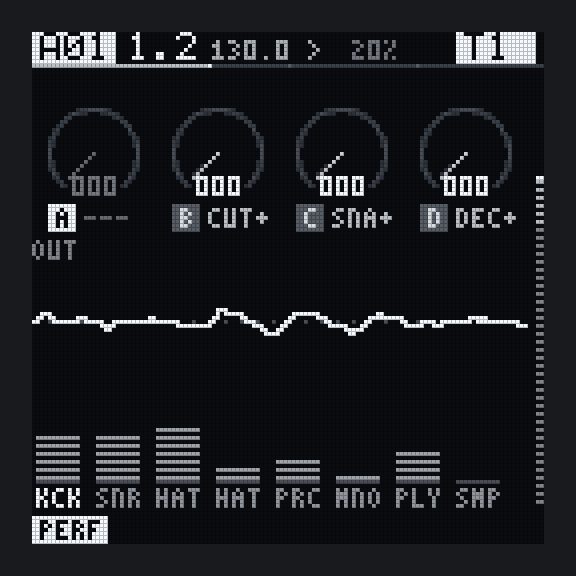 A01 1.2 130.0 > 20% T1
000 000 000 000
A --- B CUT+ C SNA+ D DEC+
OUT
KCK SNR HAT HAT PRC MNO PLY SMP
PERF